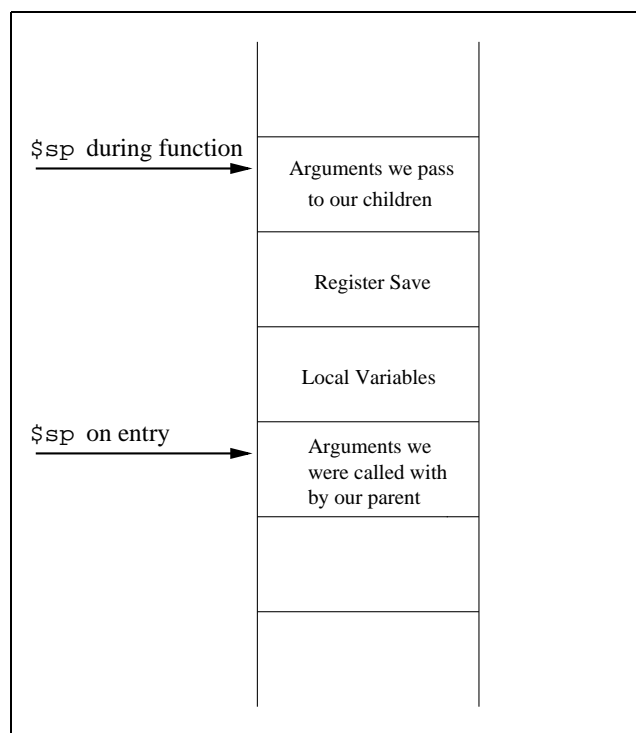 $sp during function
Arguments we pass
to our children
Register Save
Local Variables
$sp on entry
Arguments we
were called with
by our parent